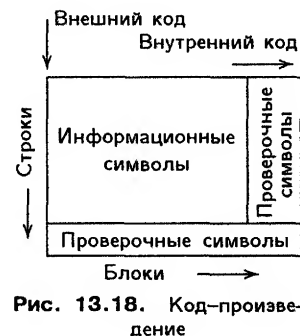 Внешний код
Внутренний код
Строки
Информационные
символы
Проверочные
символы
Проверочные символы
Блоки
Рис. 13.18. Код-произве-
дение